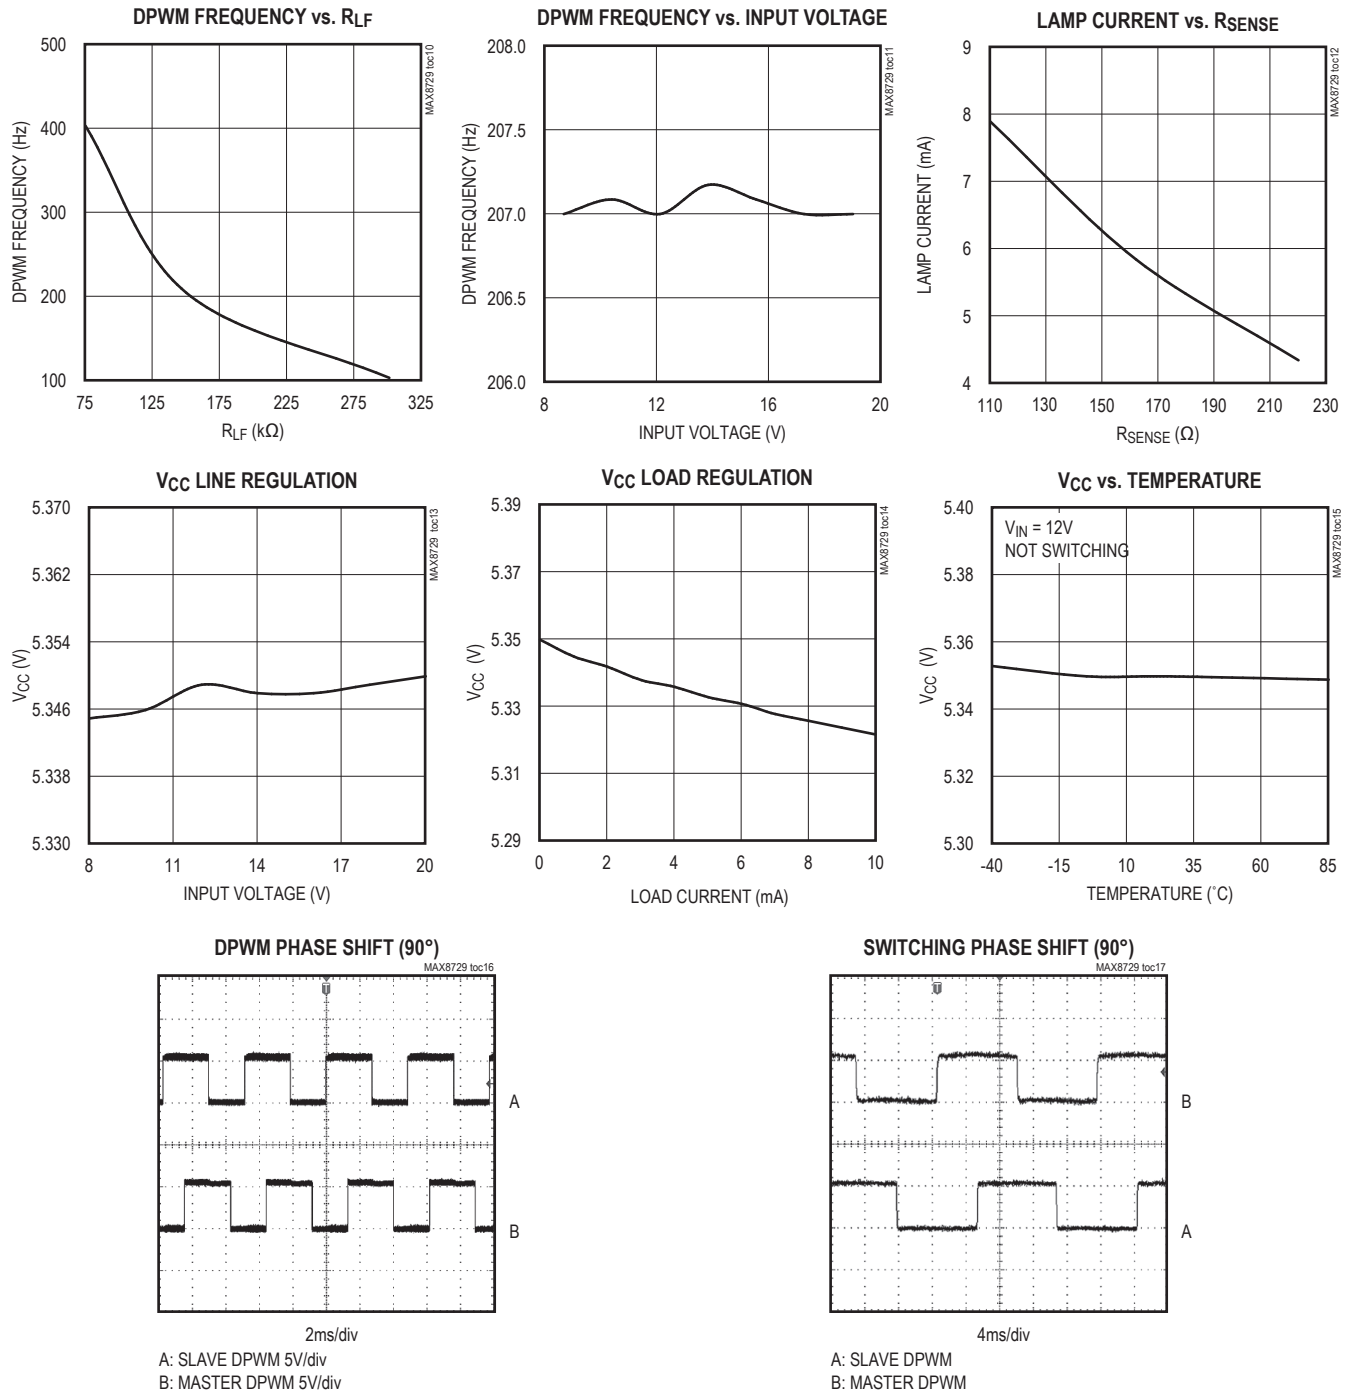 DPWM FREQUENCY vs. RLF
MAX8729 toc10
DPWM FREQUENCY (Hz)
500
400
300
200
100
75 125 175 225 275 325
RLF (kΩ)
DPWM FREQUENCY vs. INPUT VOLTAGE
MAX8729 toc11
DPWM FREQUENCY (Hz)
208.0
207.5
207.0
206.5
206.0
8 12 16 20
INPUT VOLTAGE (V)
LAMP CURRENT vs. RSENSE
MAX8729 toc12
LAMP CURRENT (mA)
9
8
7
6
5
4
110 130 150 170 190 210 230
RSENSE (Ω)
VCC LINE REGULATION
MAX8729 toc13
VCC (V)
5.370
5.362
5.354
5.346
5.338
5.330
8 11 14 17 20
INPUT VOLTAGE (V)
VCC LOAD REGULATION
MAX8729 toc14
VCC (V)
5.39
5.37
5.35
5.33
5.31
5.29
0 2 4 6 8 10
LOAD CURRENT (mA)
VCC vs. TEMPERATURE
MAX8729 toc15
VIN = 12V
NOT SWITCHING
VCC (V)
5.40
5.38
5.36
5.34
5.32
5.30
-40 -15 10 35 60 85
TEMPERATURE (°C)
DPWM PHASE SHIFT (90°)
MAX8729 toc16
T
A
B
2ms/div
A: SLAVE DPWM 5V/div
B: MASTER DPWM 5V/div
SWITCHING PHASE SHIFT (90°)
MAX8729 toc17
T
B
A
4ms/div
A: SLAVE DPWM
B: MASTER DPWM